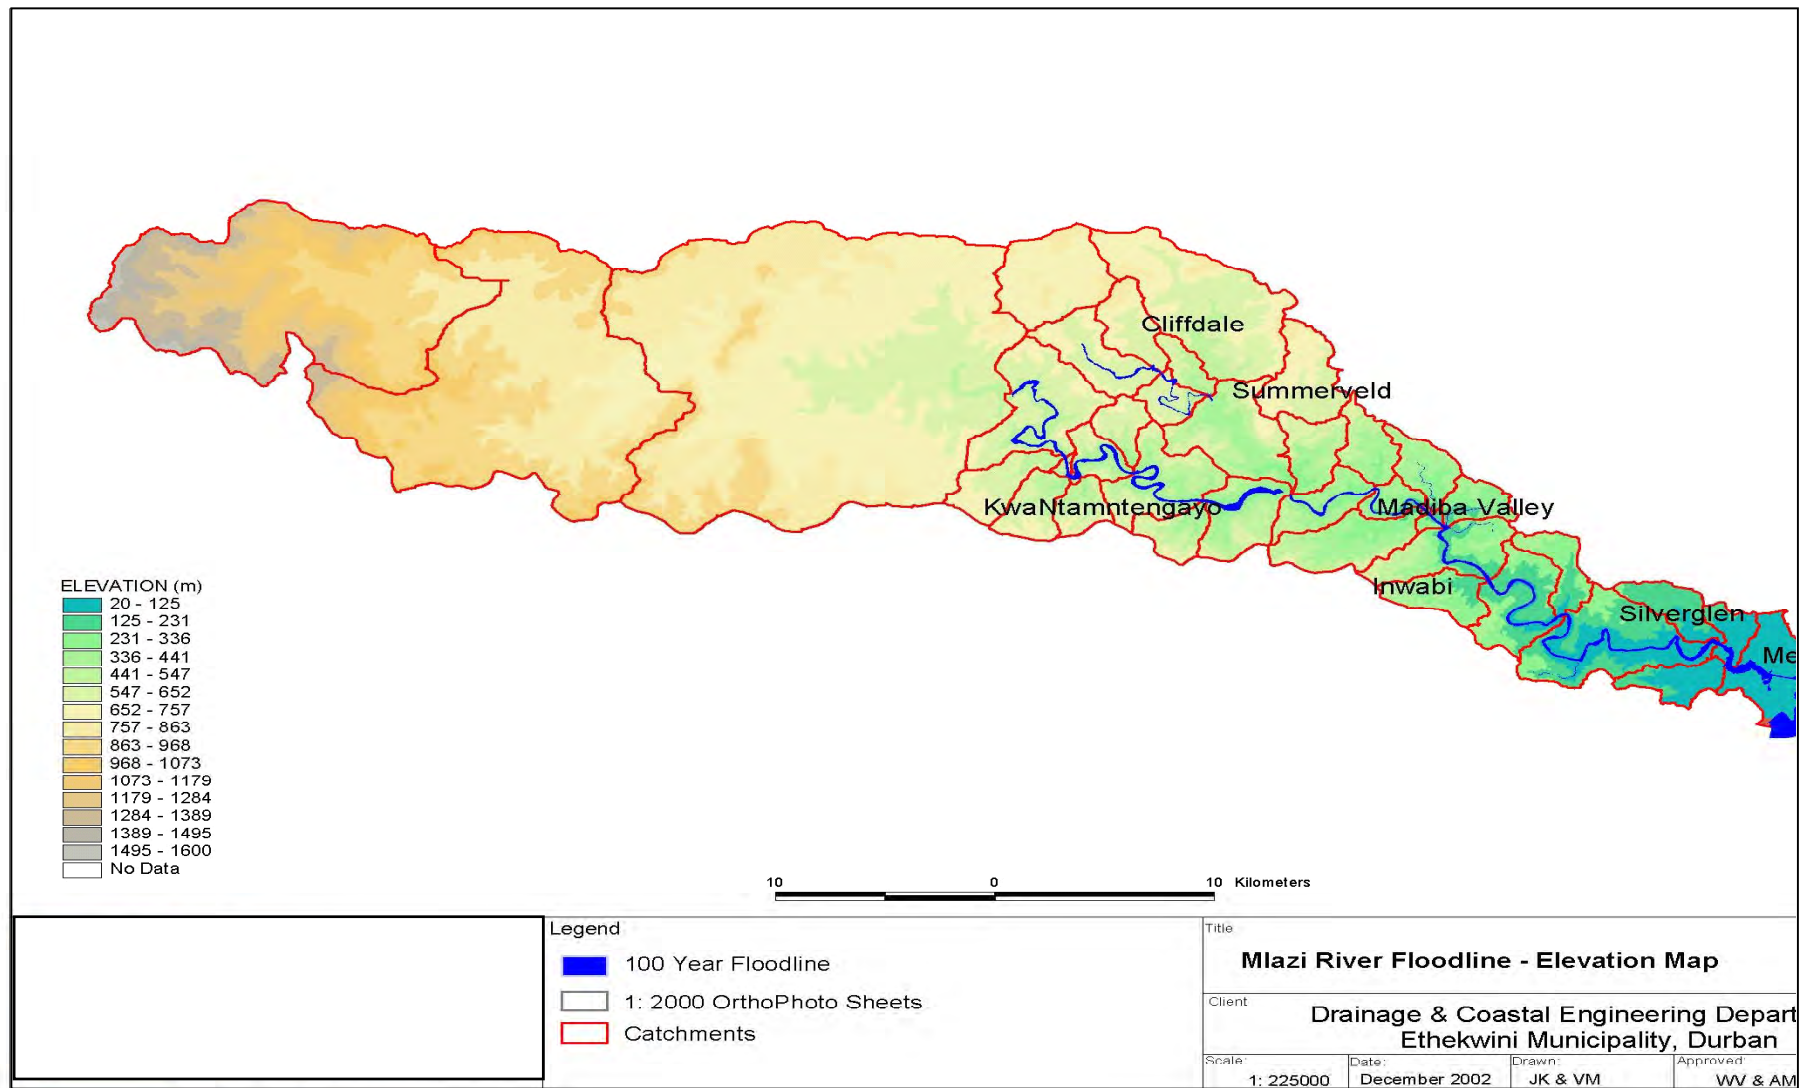 Cliffdale
Summerveld
KwaNtamntengayo
Madiba Valley
Inwabi
Silverglen
Me
ELEVATION (m)
20 - 125
125 - 231
231 - 336
336 - 441
441 - 547
547 - 652
652 - 757
757 - 863
863 - 968
968 - 1073
1073 - 1179
1179 - 1284
1284 - 1389
1389 - 1495
1495 - 1600
No Data
10 0 10 Kilometers
Legend
100 Year Floodline
1: 2000 OrthoPhoto Sheets
Catchments
Title
Mlazi River Floodline - Elevation Map
Client
Drainage & Coastal Engineering Depart
Ethekwini Municipality, Durban
Scale: Date: Drawn: Approved:
1: 225000 December 2002 JK & VM WV & AM